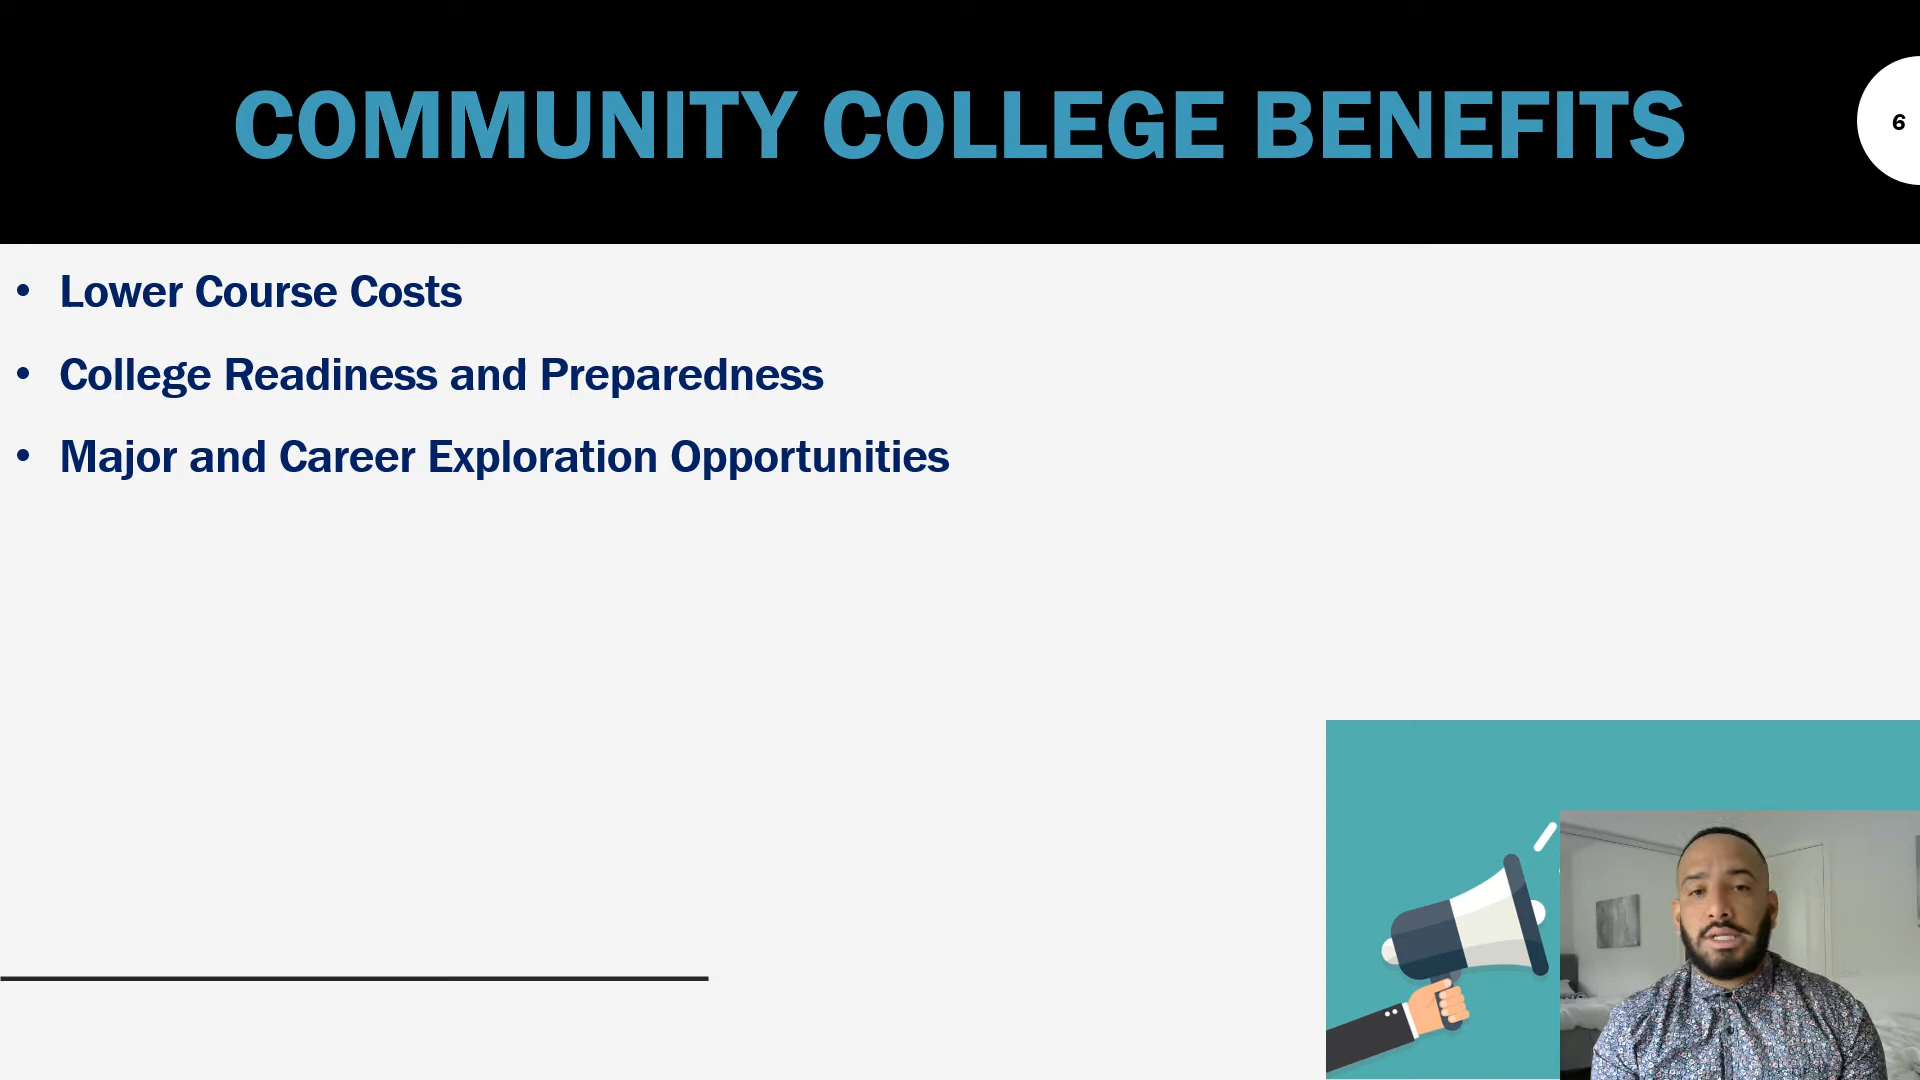 COMMUNITY COLLEGE BENEFITS
6
• Lower Course Costs
• College Readiness and Preparedness
• Major and Career Exploration Opportunities